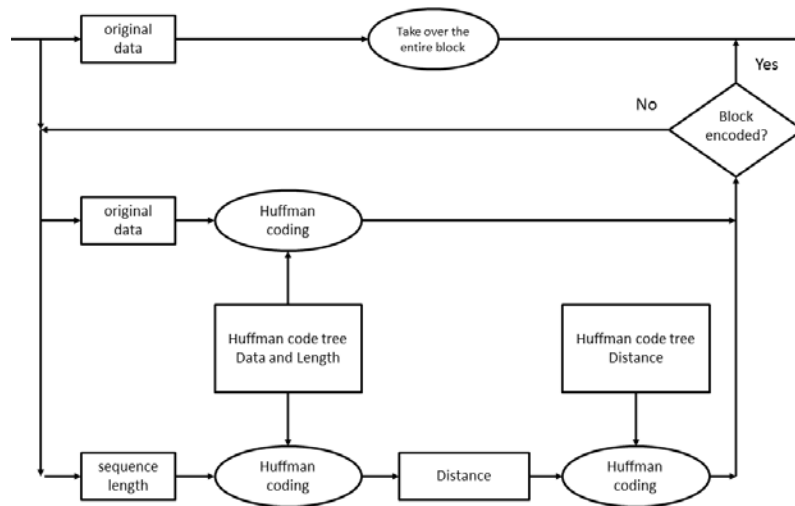 original
data
Take over the
entire block
Yes
No
Block
encoded?
original
data
Huffman
coding
Huffman code tree
Data and Length
Huffman code tree
Distance
sequence
length
Huffman
coding
Distance
Huffman
coding